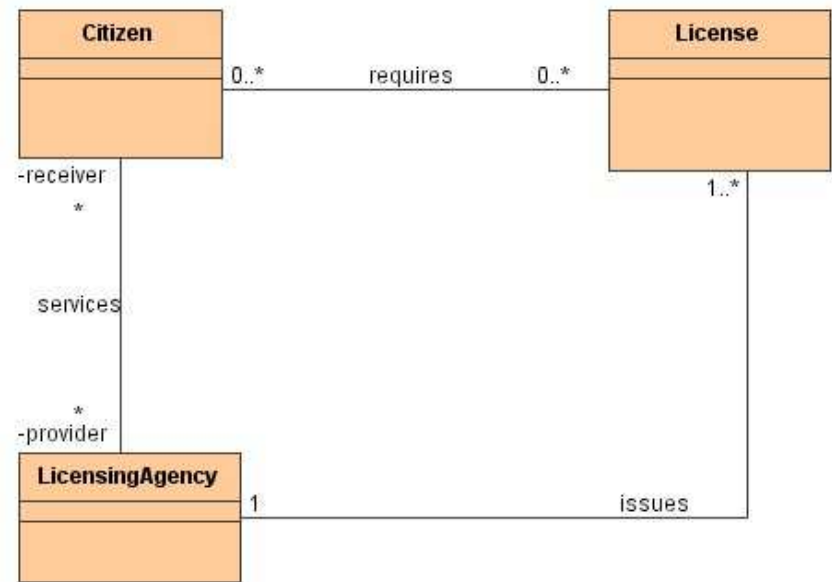 Citizen
License
0..* requires 0..*
-receiver
*
1..*
services
*
-provider
LicensingAgency
1
issues